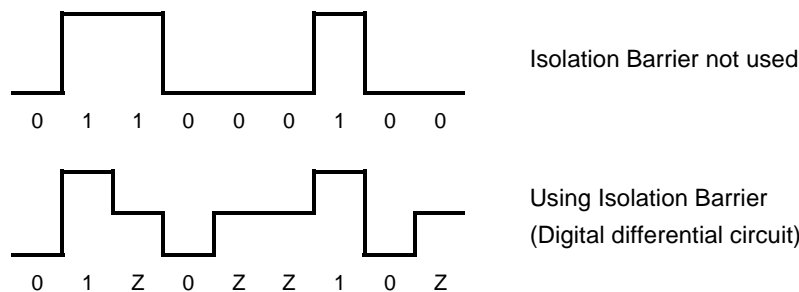 Isolation Barrier not used
0 1 1 0 0 0 1 0 0
Using Isolation Barrier
(Digital differential circuit)
0 1 Z 0 Z Z 1 0 Z